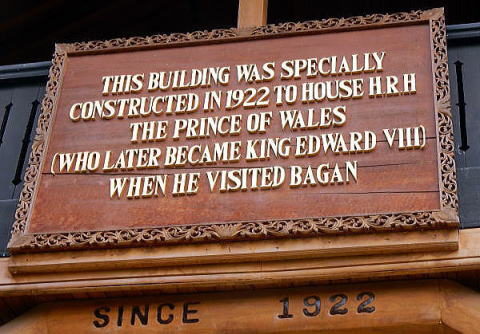 THIS BUILDING WAS SPECIALLY
CONSTRUCTED IN 1922 TO HOUSE H R H
THE PRINCE OF WALES
(WHO LATER BECAME KING EDWARD VIII)
WHEN HE VISITED BAGAN
SINCE 1922